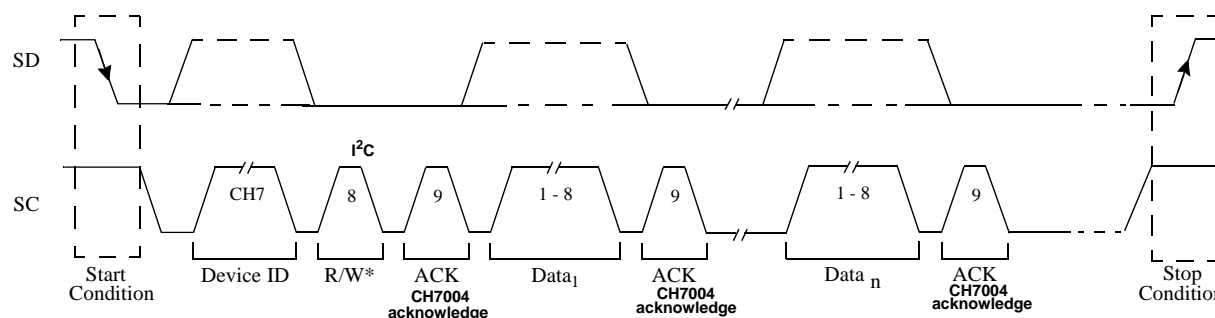 SD
I²C
SC
CH7
8
9
1 - 8
9
1 - 8
9
Start
Condition
Device ID
R/W*
ACK
CH7004
acknowledge
Data1
ACK
CH7004
acknowledge
Data n
ACK
CH7004
acknowledge
Stop
Condition